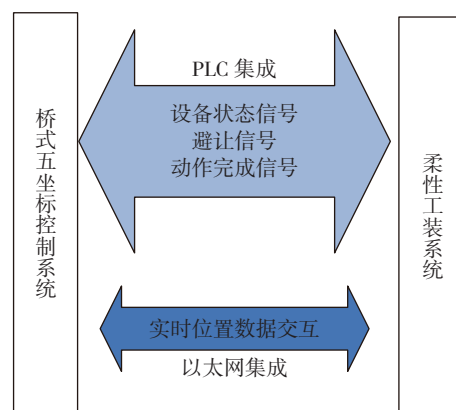 桥式五坐标控制系统
PLC 集成
设备状态信号
避让信号
动作完成信号
实时位置数据交互
以太网集成
柔性工装系统